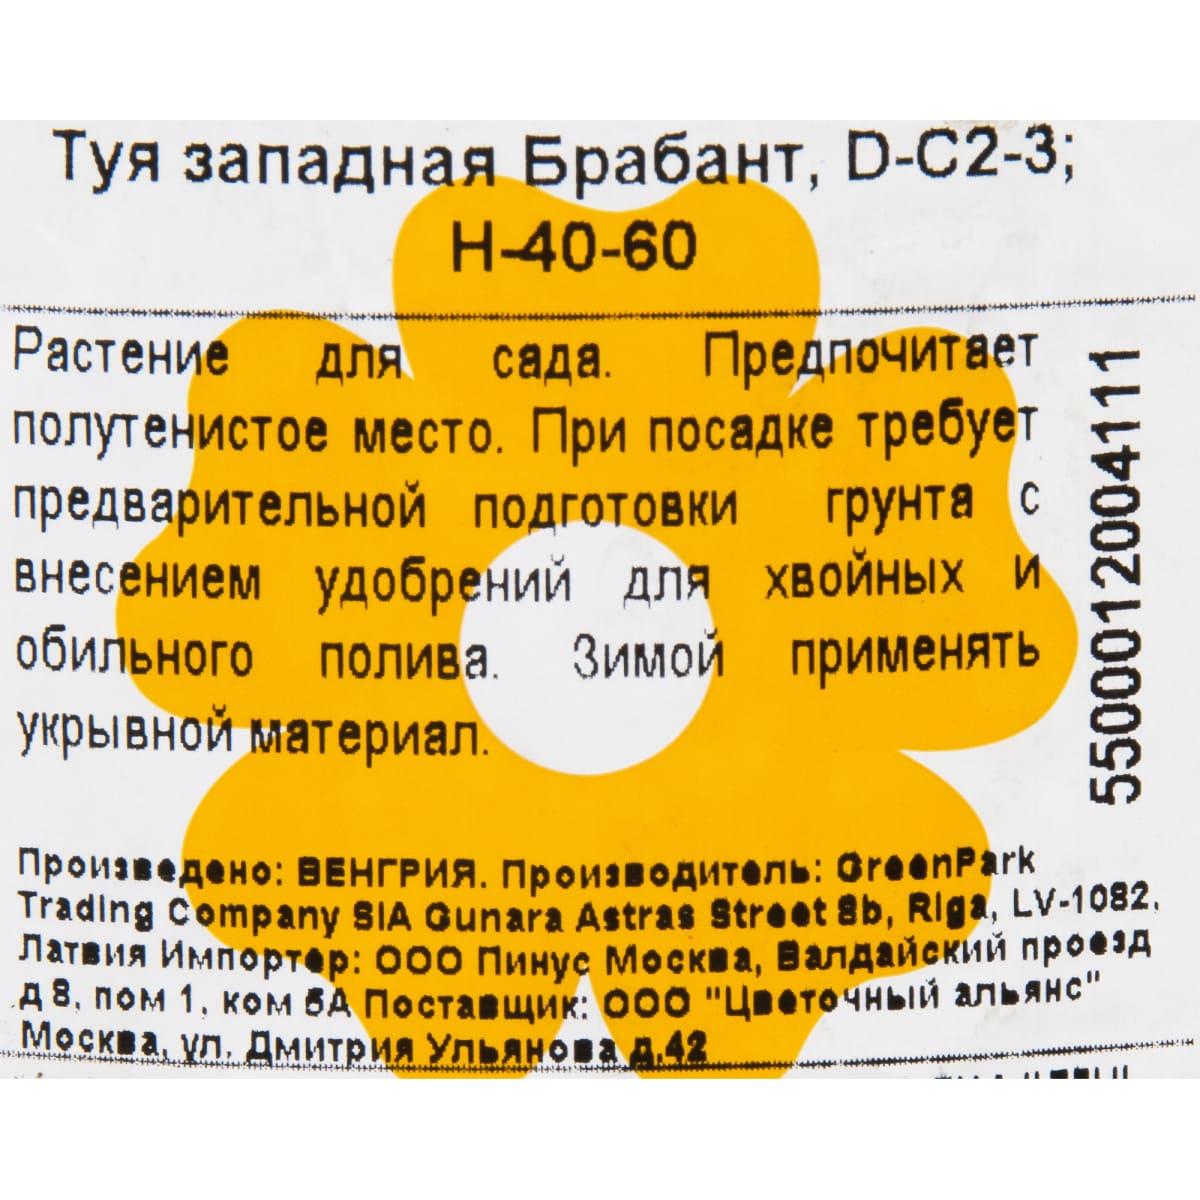 Туя западная Брабант, D-C2-3;
H-40-60
Растение для сада. Предпочитает
полутенистое место. При посадке требует
предварительной подготовки грунта с
внесением удобрений для хвойных и
обильного полива. Зимой применять
укрывной материал.
5500012004111
Произведено: ВЕНГРИЯ. Производитель: GreenPark
Trading Company SIA Gunara Astras Street 8b, Riga, LV-1082,
Латвия Импортер: ООО Пинус Москва, Валдайский проезд
д 8, пом 1, ком 5А Поставщик: ООО "Цветочный альянс"
Москва, ул. Дмитрия Ульянова д.42